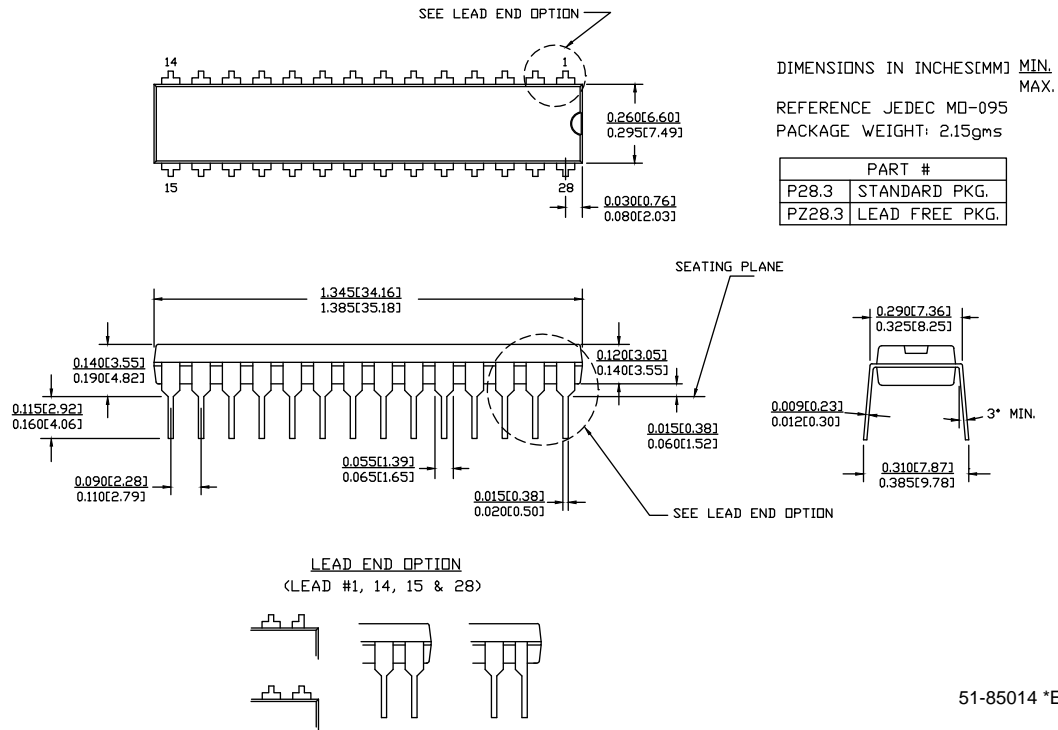 SEE LEAD END OPTION
14
1
DIMENSIONS IN INCHES[MM] MIN.
MAX.
REFERENCE JEDEC MO-095
PACKAGE WEIGHT: 2.15gms
0.260[6.60]
0.295[7.49]
PART #
P28.3 STANDARD PKG.
PZ28.3 LEAD FREE PKG.
15
28
0.030[0.76]
0.080[2.03]
SEATING PLANE
1.345[34.16]
1.385[35.18]
0.290[7.36]
0.325[8.25]
0.140[3.55]
0.190[4.82]
0.120[3.05]
0.140[3.55]
0.115[2.92]
0.160[4.06]
0.015[0.38]
0.060[1.52]
0.009[0.23]
0.012[0.30]
3° MIN.
0.055[1.39]
0.065[1.65]
0.090[2.28]
0.110[2.79]
0.015[0.38]
0.020[0.50]
0.310[7.87]
0.385[9.78]
SEE LEAD END OPTION
LEAD END OPTION
(LEAD #1, 14, 15 & 28)
51-85014 *E